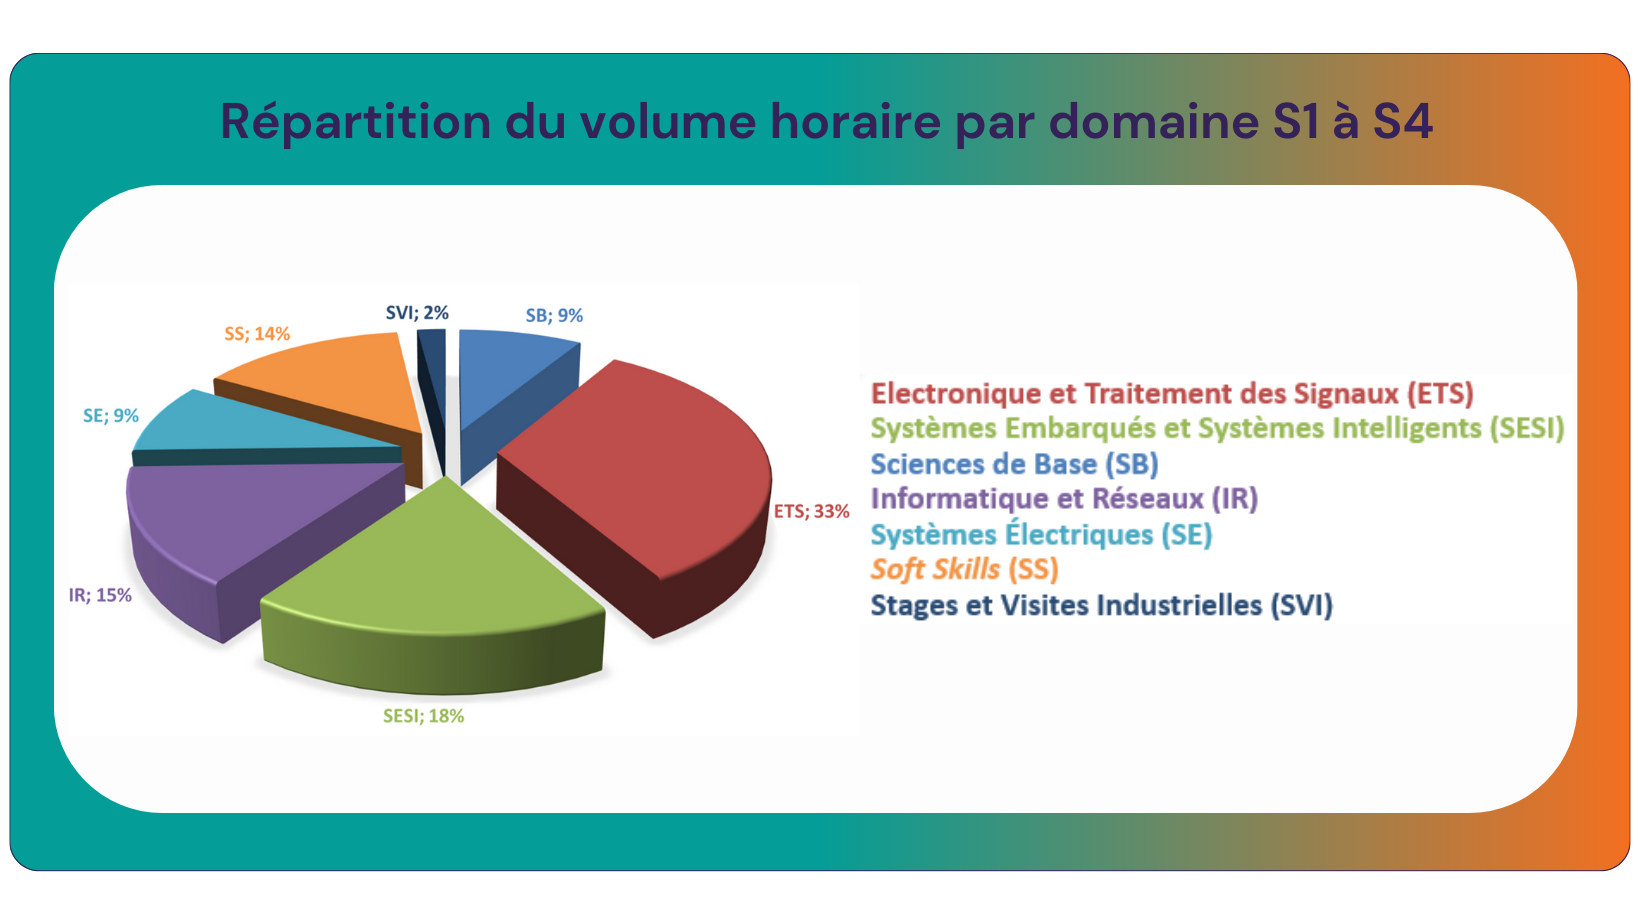 Répartition du volume horaire par domaine S1 à S4
SVI; 2%
SB; 9%
SS; 14%
SE; 9%
ETS; 33%
IR; 15%
SESI; 18%
Electronique et Traitement des Signaux (ETS)
Systèmes Embarqués et Systèmes Intelligents (SESI)
Sciences de Base (SB)
Informatique et Réseaux (IR)
Systèmes Électriques (SE)
Soft Skills (SS)
Stages et Visites Industrielles (SVI)